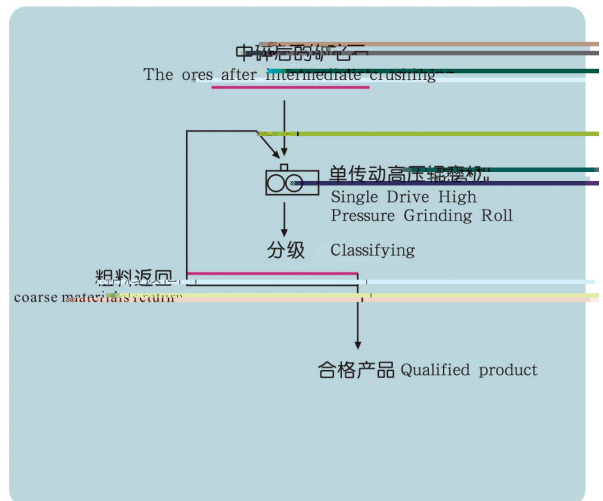 中碎后的矿石
The ores after intermediate crushing
单传动高压辊磨机
Single Drive High
Pressure Grinding Roll
分级 Classifying
粗料返回
coarse materials return
合格产品 Qualified product